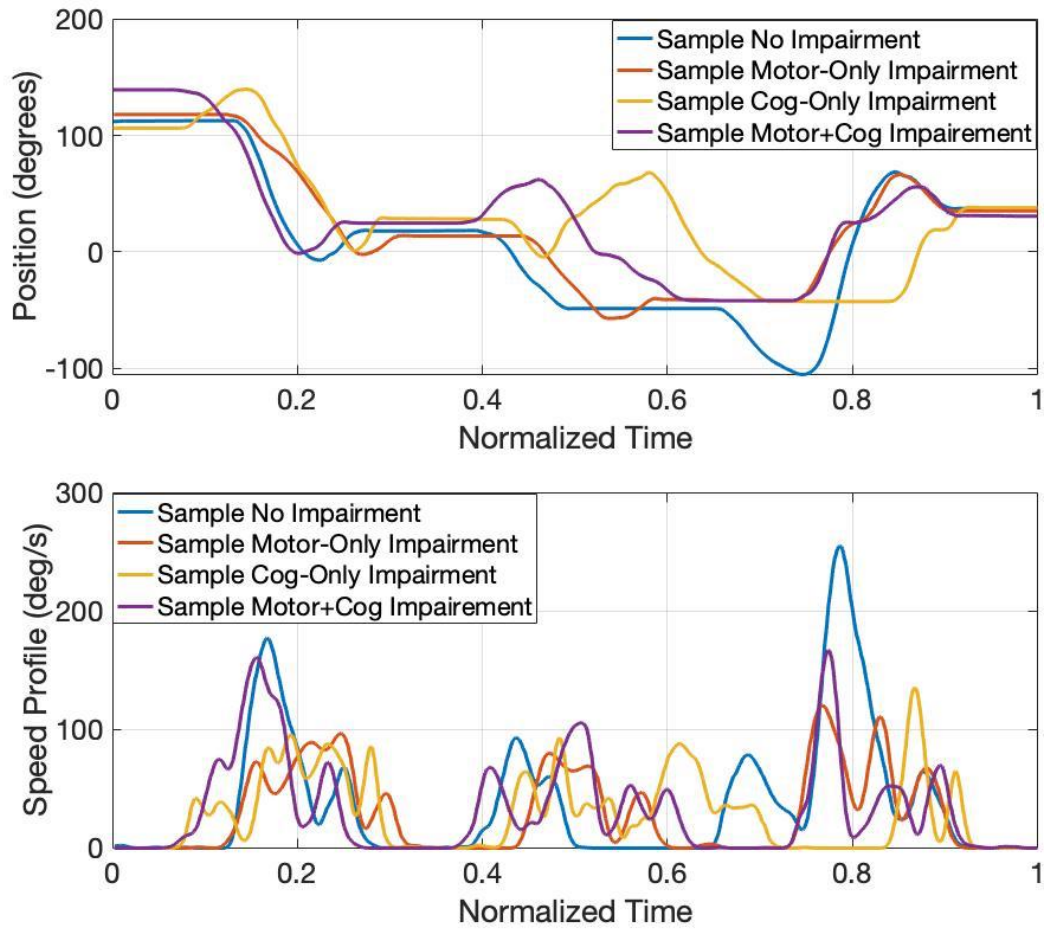 200
100
0
-100
Position (degrees)
Sample No Impairment
Sample Motor-Only Impairment
Sample Cog-Only Impairment
Sample Motor+Cog Impairement
0 0.2 0.4 0.6 0.8 1
Normalized Time
300
200
100
0
Speed Profile (deg/s)
Sample No Impairment
Sample Motor-Only Impairment
Sample Cog-Only Impairment
Sample Motor+Cog Impairement
0 0.2 0.4 0.6 0.8 1
Normalized Time